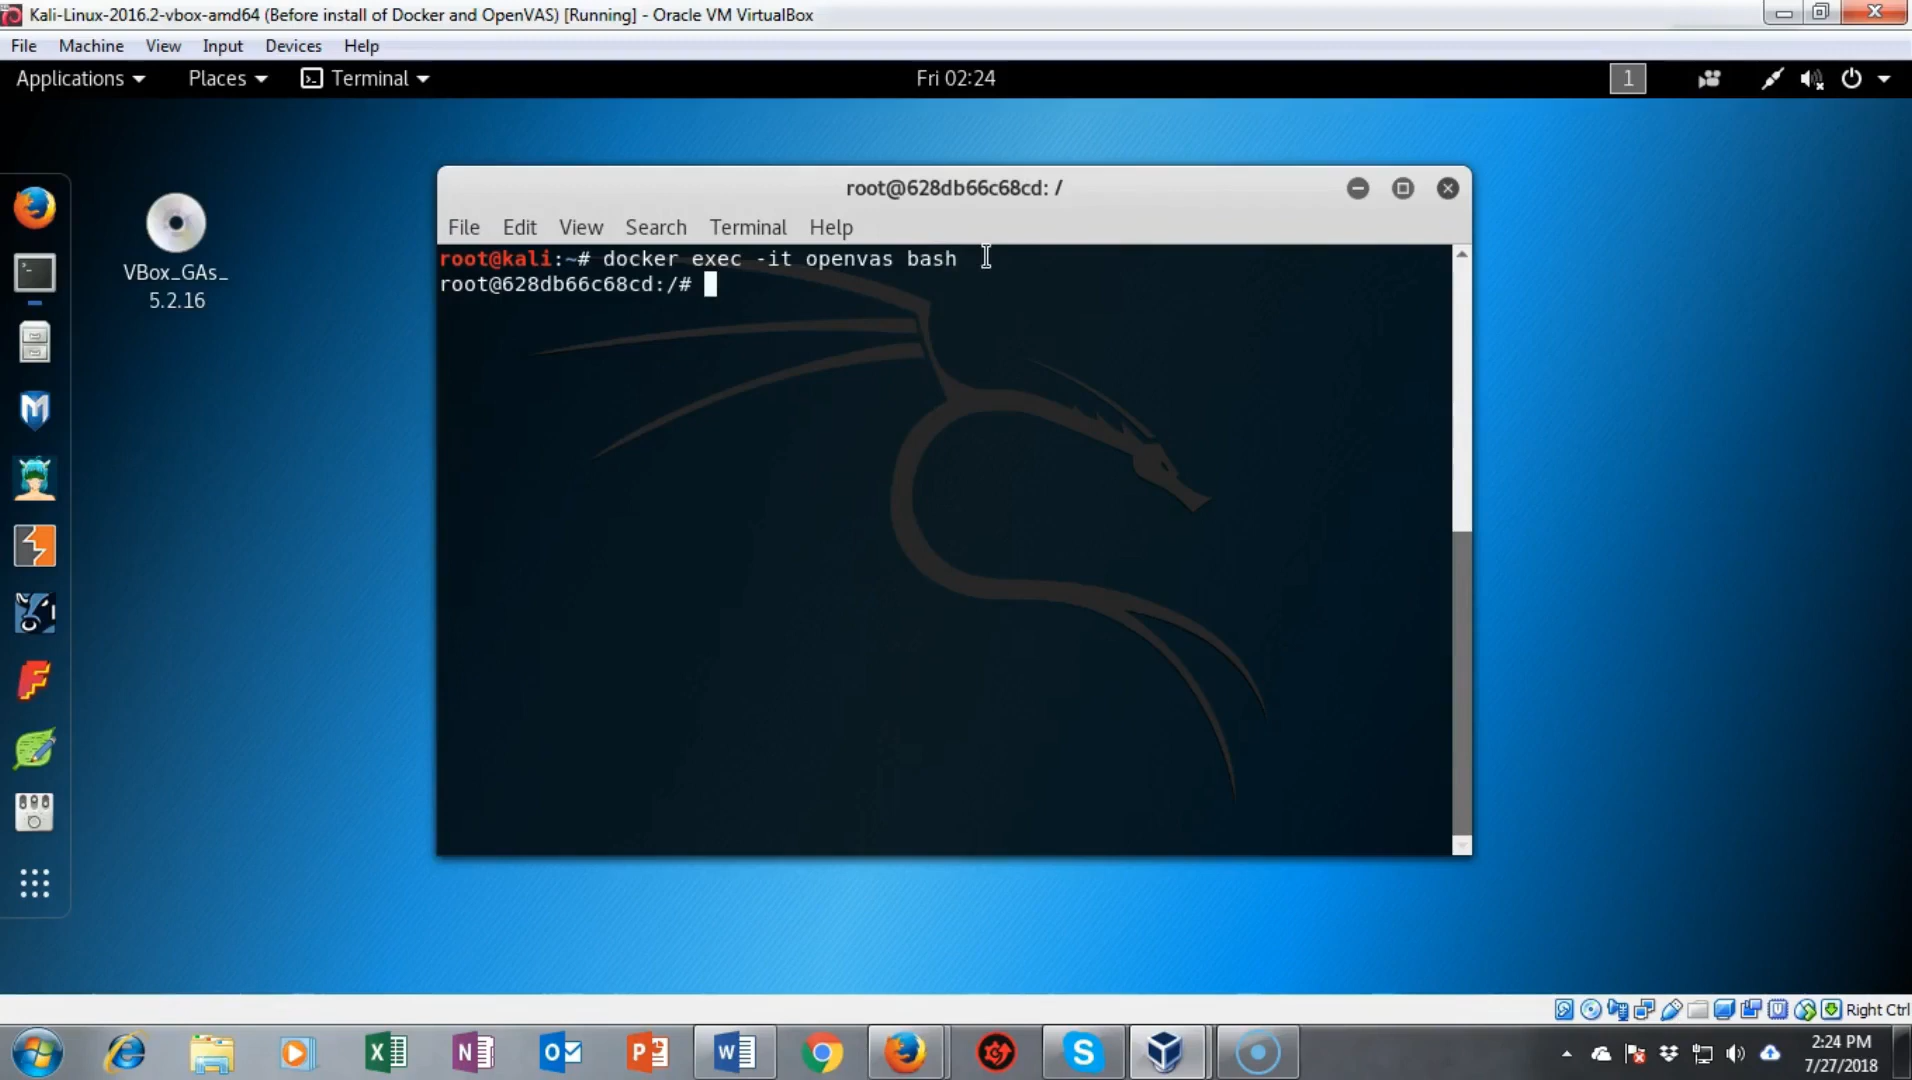 Kali-Linux-2016.2-vbox-amd64 (Before install of Docker and OpenVAS) [Running] - Oracle VM VirtualBox
File Machine View Input Devices Help
Applications Places Terminal Fri 02:24 1
VBox_GAs_
5.2.16
root@628db66c68cd: /
File Edit View Search Terminal Help
root@kali:~# docker exec -it openvas bash
root@628db66c68cd:/#
Right Ctrl
2:24 PM
7/27/2018